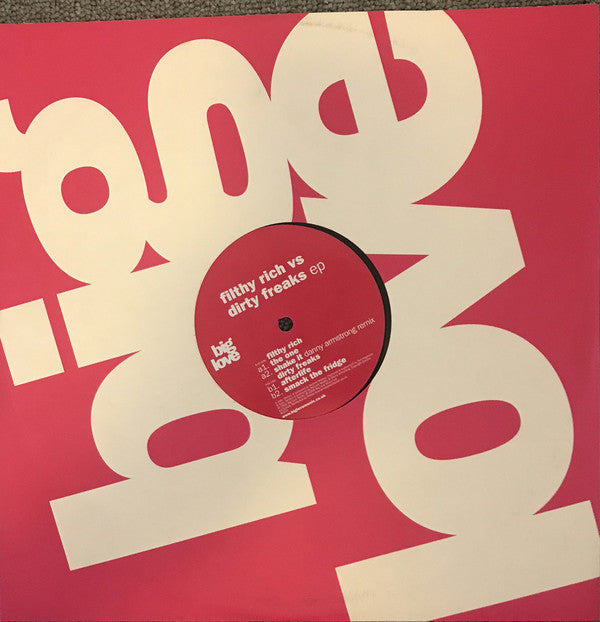 big
love
filthy rich vs
dirty freaks ep
big
love
filthy rich
a1. the one
a2. shake it danny armstrong remix
dirty freaks
b1. afterlife
b2. smack the fridge